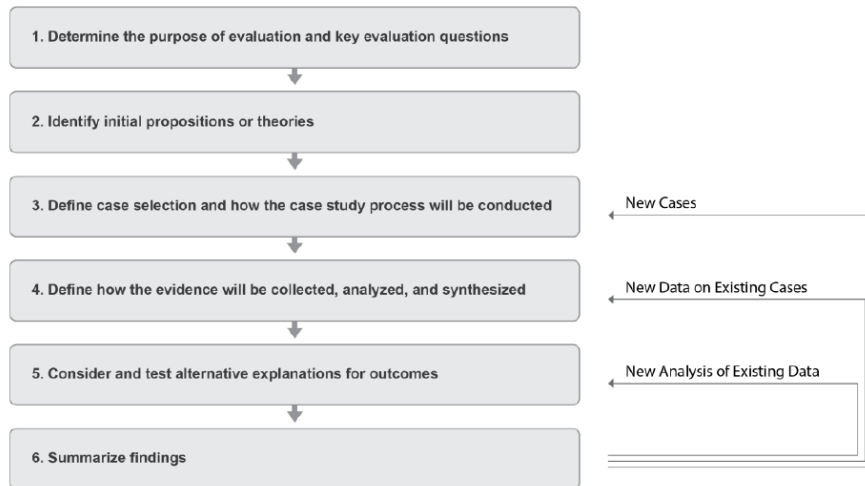 1. Determine the purpose of evaluation and key evaluation questions
2. Identify initial propositions or theories
3. Define case selection and how the case study process will be conducted
New Cases
4. Define how the evidence will be collected, analyzed, and synthesized
New Data on Existing Cases
5. Consider and test alternative explanations for outcomes
New Analysis of Existing Data
6. Summarize findings